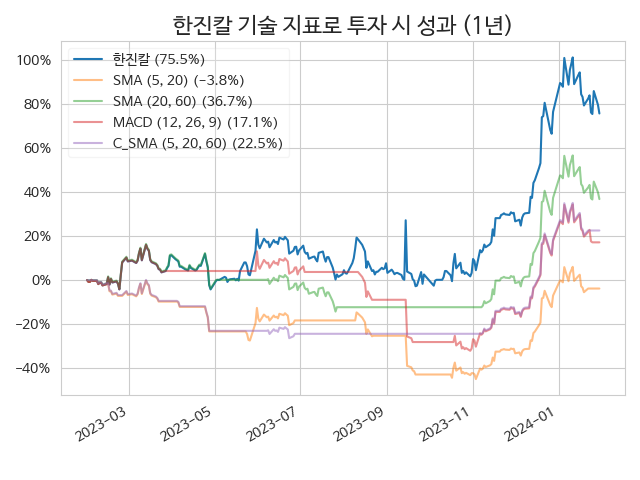 한진칼 기술 지표로 투자 시 성과 (1년)
한진칼 (75.5%)
SMA (5, 20) (−3.8%)
SMA (20, 60) (36.7%)
MACD (12, 26, 9) (17.1%)
C_SMA (5, 20, 60) (22.5%)
100%
80%
60%
40%
20%
0%
−20%
−40%
2023−03
2023−05
2023−07
2023−09
2023−11
2024−01